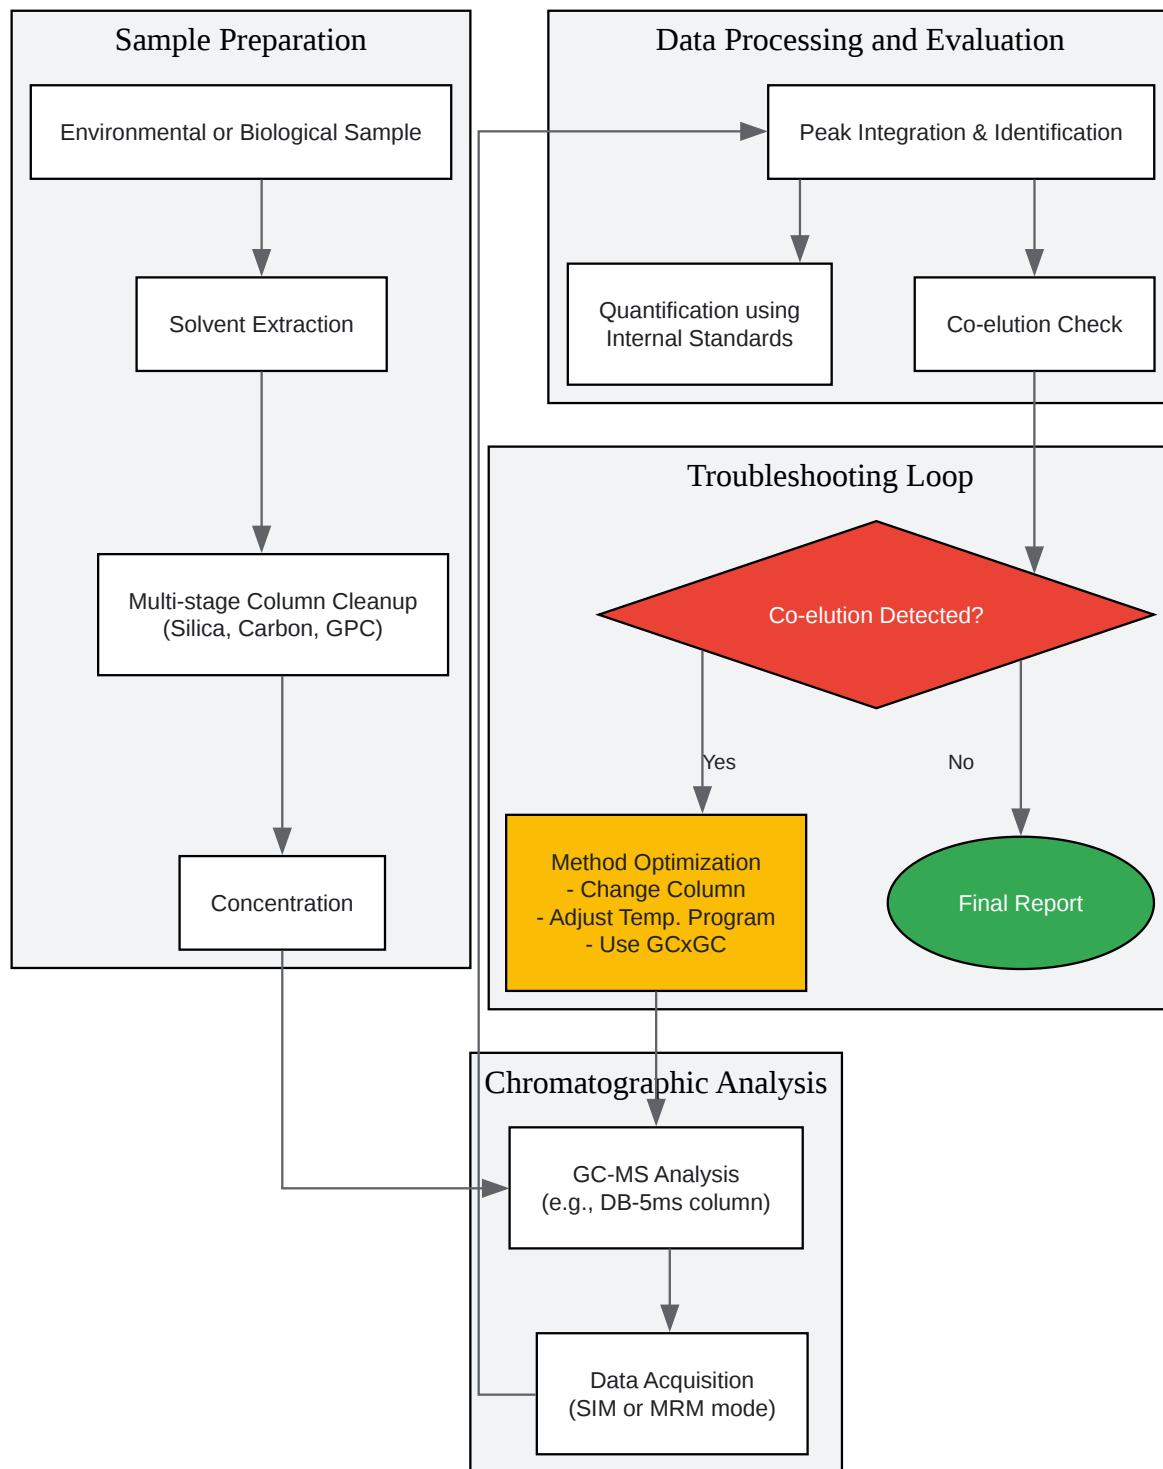 Sample Preparation
Environmental or Biological Sample
Solvent Extraction
Multi-stage Column Cleanup
(Silica, Carbon, GPC)
Concentration
Data Processing and Evaluation
Peak Integration & Identification
Quantification using
Internal Standards
Co-elution Check
Troubleshooting Loop
Co-elution Detected?
Yes
No
Method Optimization
- Change Column
- Adjust Temp. Program
- Use GCxGC
Final Report
Chromatographic Analysis
GC-MS Analysis
(e.g., DB-5ms column)
Data Acquisition
(SIM or MRM mode)